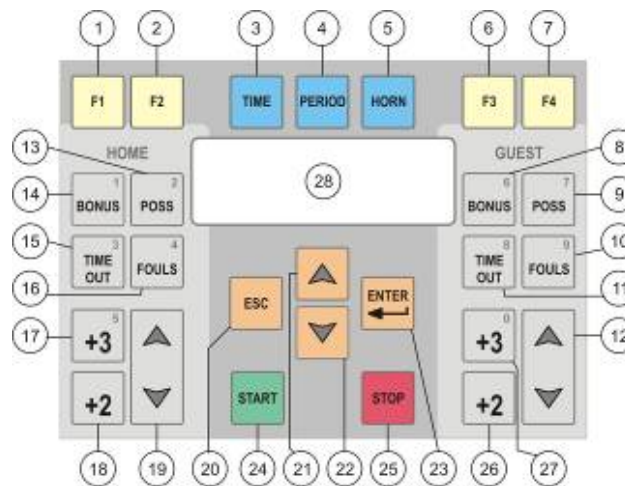 1 2 3 4 5 6 7
F1 F2 TIME PERIOD HORN F3 F4
13 HOME GUEST 8
14 1 BONUS 2 POSS 28 6 BONUS 7 POSS 9
15 3 TIME OUT 4 FOULS 8 TIME OUT 9 FOULS 10
16 ESC ENTER 11
17 5 +3 0 +3 12
+2 START STOP +2
18 19 20 24 21 22 25 23 26 27